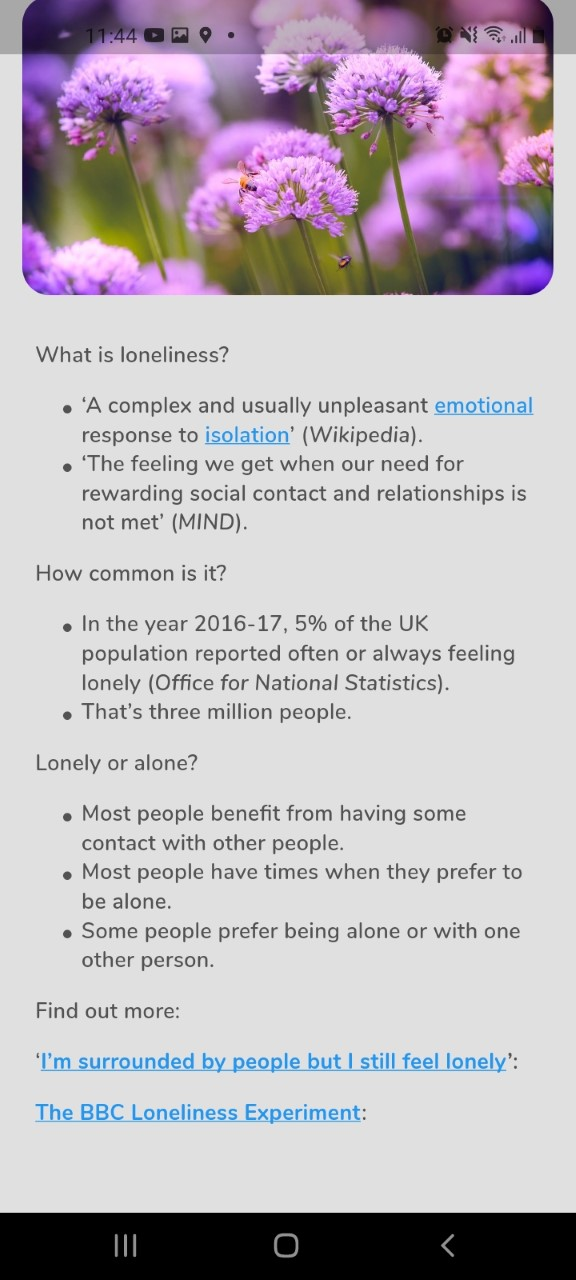 11:44
What is loneliness?
• ‘A complex and usually unpleasant emotional
response to isolation’ (Wikipedia).
• ‘The feeling we get when our need for
rewarding social contact and relationships is
not met’ (MIND).
How common is it?
• In the year 2016-17, 5% of the UK
population reported often or always feeling
lonely (Office for National Statistics).
• That’s three million people.
Lonely or alone?
• Most people benefit from having some
contact with other people.
• Most people have times when they prefer to
be alone.
• Some people prefer being alone or with one
other person.
Find out more:
‘I’m surrounded by people but I still feel lonely’:
The BBC Loneliness Experiment: